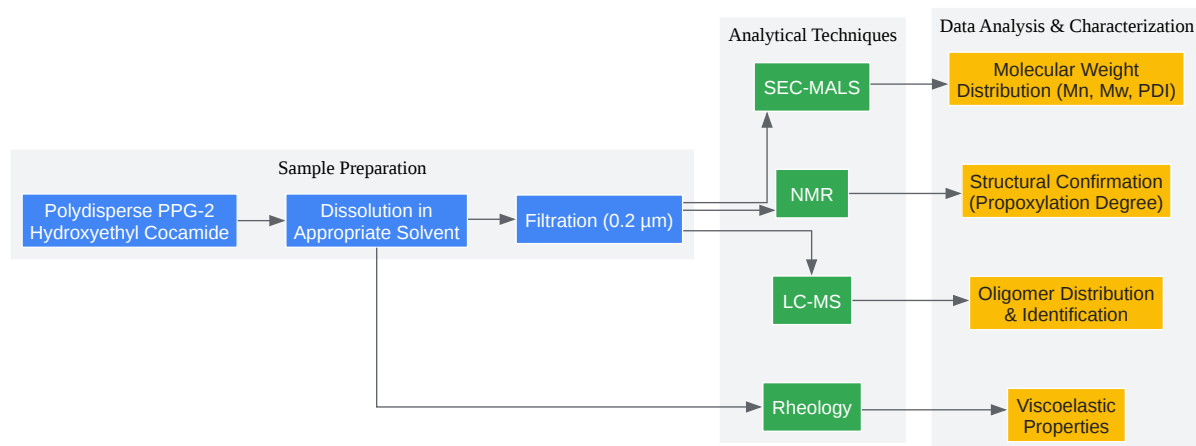 Sample Preparation
Polydisperse PPG-2
Hydroxyethyl Cocamide
Dissolution in
Appropriate Solvent
Filtration (0.2 µm)
Analytical Techniques
SEC-MALS
NMR
LC-MS
Rheology
Data Analysis & Characterization
Molecular Weight
Distribution (Mn, Mw, PDI)
Structural Confirmation
(Propoxylation Degree)
Oligomer Distribution
& Identification
Viscoelastic
Properties